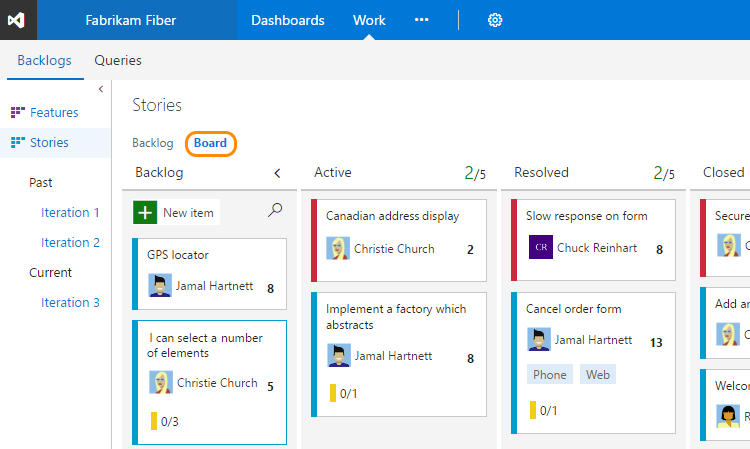 Fabrikam Fiber Dashboards Work
Backlogs Queries
Features
Stories
Past
Iteration 1
Iteration 2
Current
Iteration 3
Stories
Backlog Board
Backlog
New item
GPS locator
Jamal Hartnett 8
I can select a number
of elements
Christie Church 5
0/3
Active 2/5
Canadian address display
Christie Church 2
Implement a factory which
abstracts
Jamal Hartnett 8
0/1
Resolved 2/5
Slow response on form
CR Chuck Reinhart 8
Cancel order form
Jamal Hartnett 13
Phone Web
0/1
Closed
Secure
C
Add an
C
Welcon
R